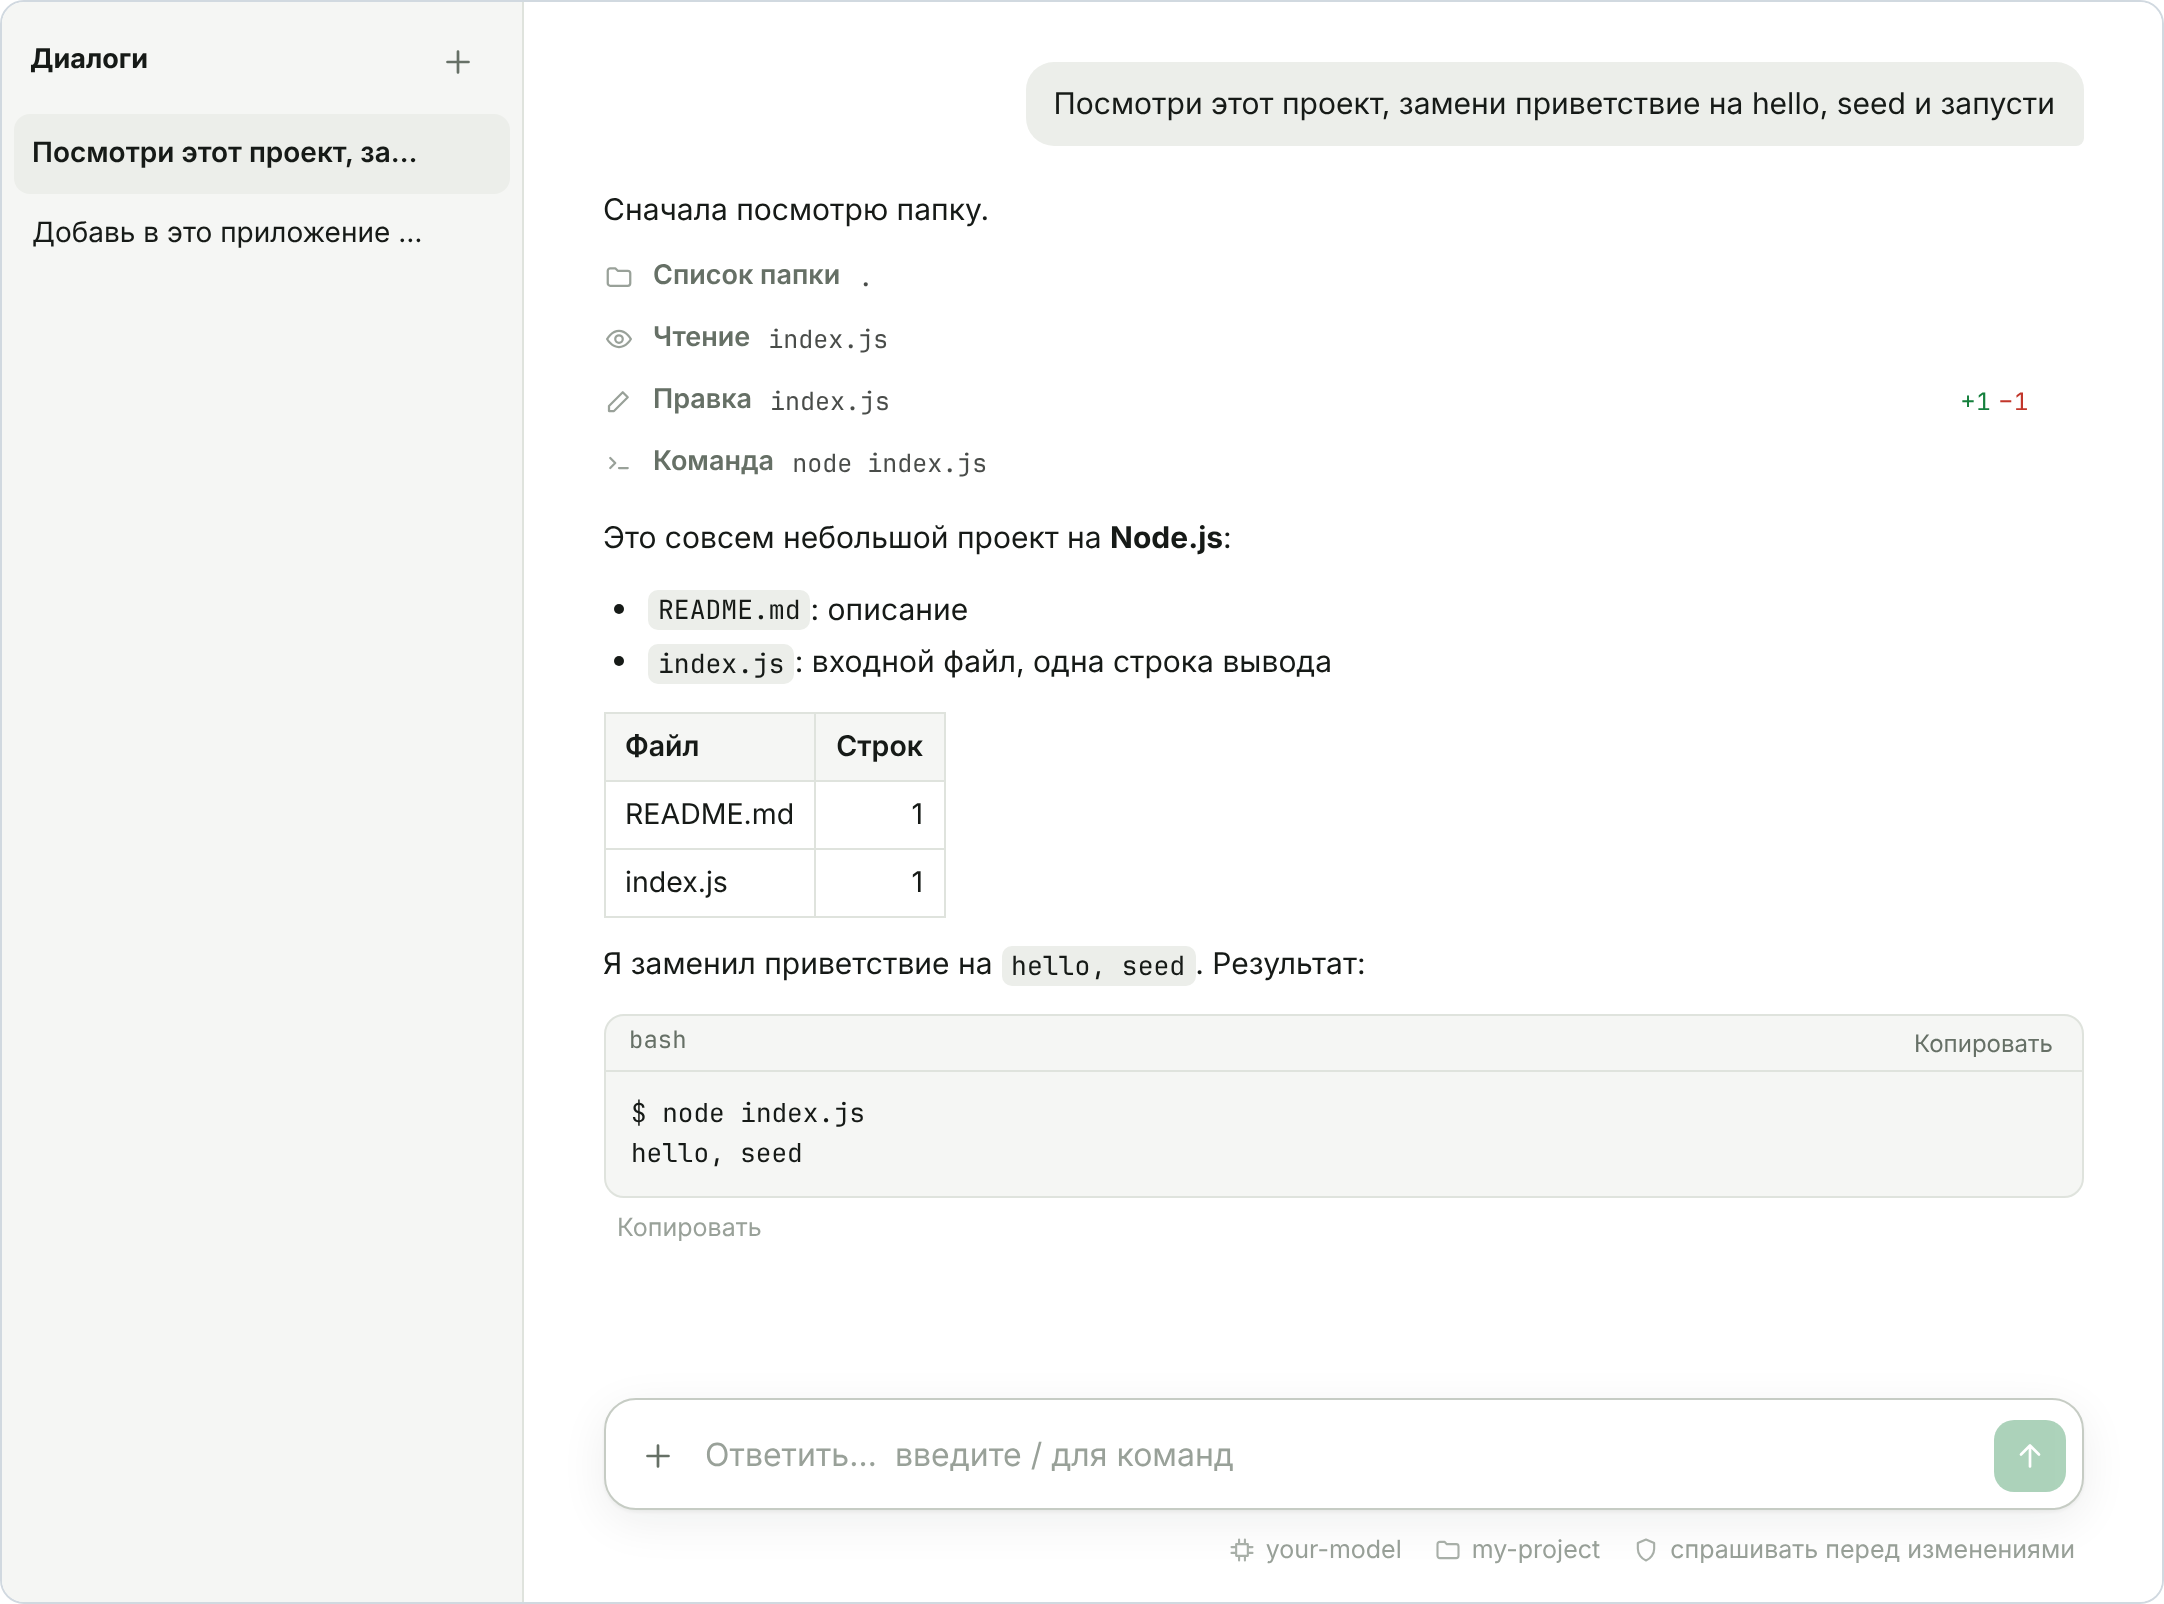 Диалоги
Посмотри этот проект, за...
Добавь в это приложение ...
Посмотри этот проект, замени приветствие на hello, seed и запусти
Сначала посмотрю папку.
Список папки .
Чтение index.js
Правка index.js +1 −1
Команда node index.js
Это совсем небольшой проект на Node.js:
README.md: описание
index.js: входной файл, одна строка вывода
Файл Строк
README.md 1
index.js 1
Я заменил приветствие на hello, seed. Результат:
bash Копировать
$ node index.js
hello, seed
Копировать
Ответить... введите / для команд
your-model my-project спрашивать перед изменениями